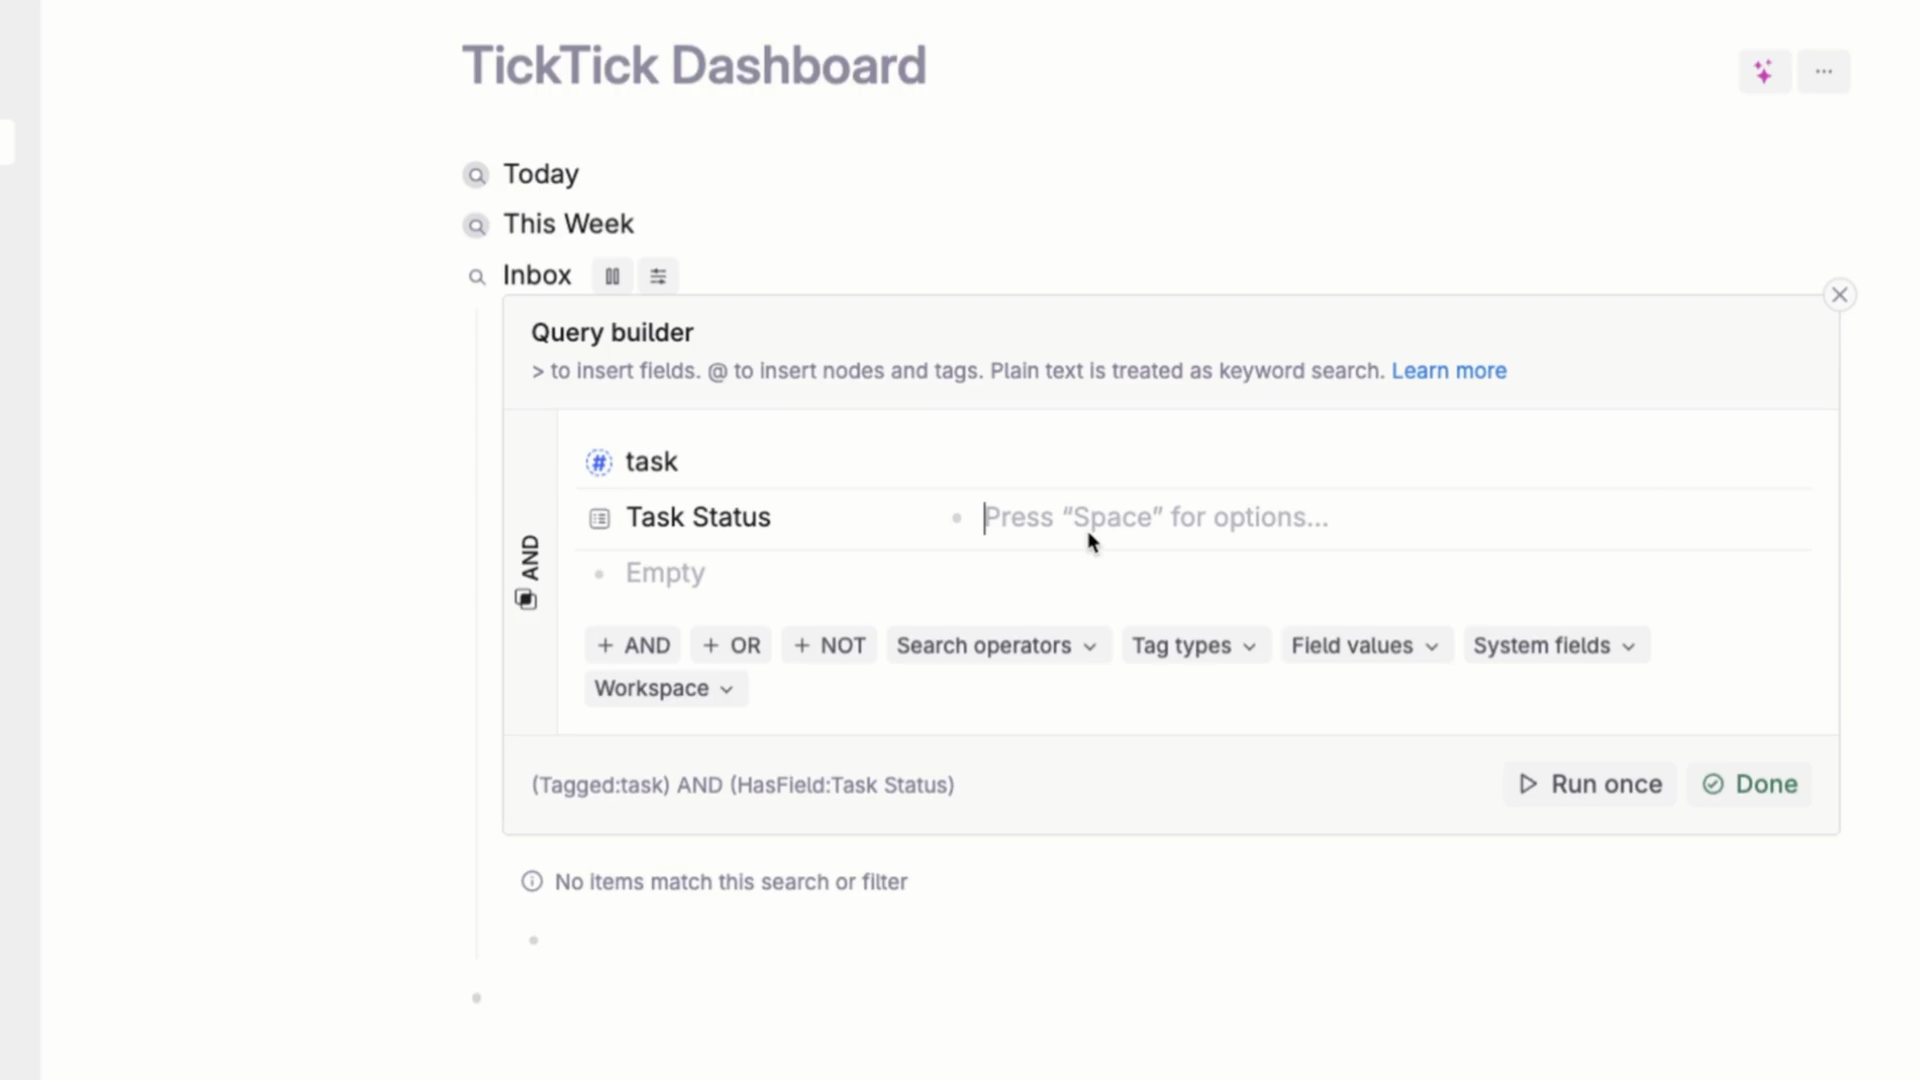 TickTick Dashboard
Today
This Week
Inbox
Query builder
> to insert fields. @ to insert nodes and tags. Plain text is treated as keyword search. Learn more
# task
Task Status Press “Space” for options...
Empty
AND
+ AND + OR + NOT Search operators Tag types Field values System fields
Workspace
(Tagged:task) AND (HasField:Task Status) Run once Done
No items match this search or filter